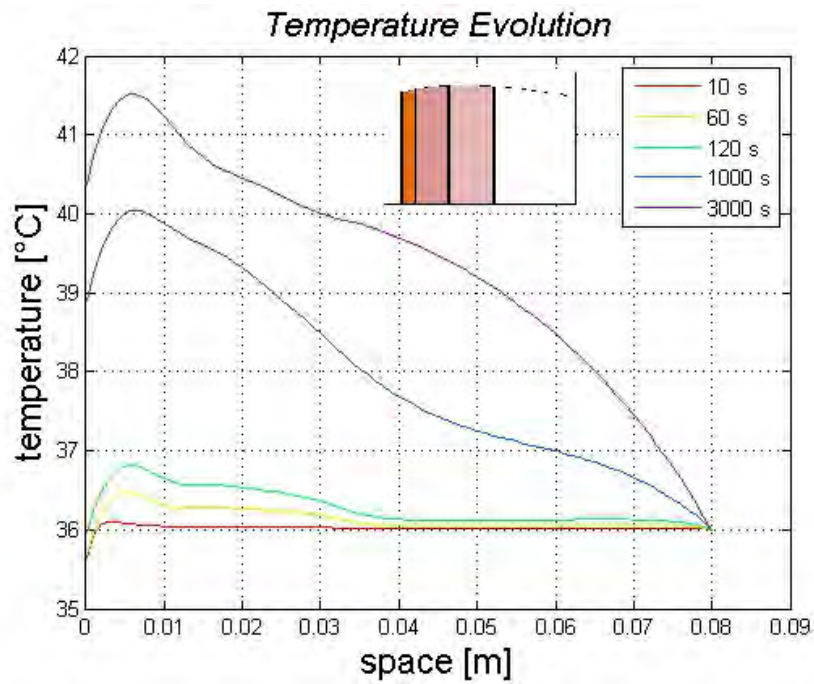 Temperature Evolution
42
41
40
39
38
37
36
35
temperature [°C]
10 s
60 s
120 s
1000 s
3000 s
0
0.01
0.02
0.03
0.04
0.05
0.06
0.07
0.08
0.09
space [m]